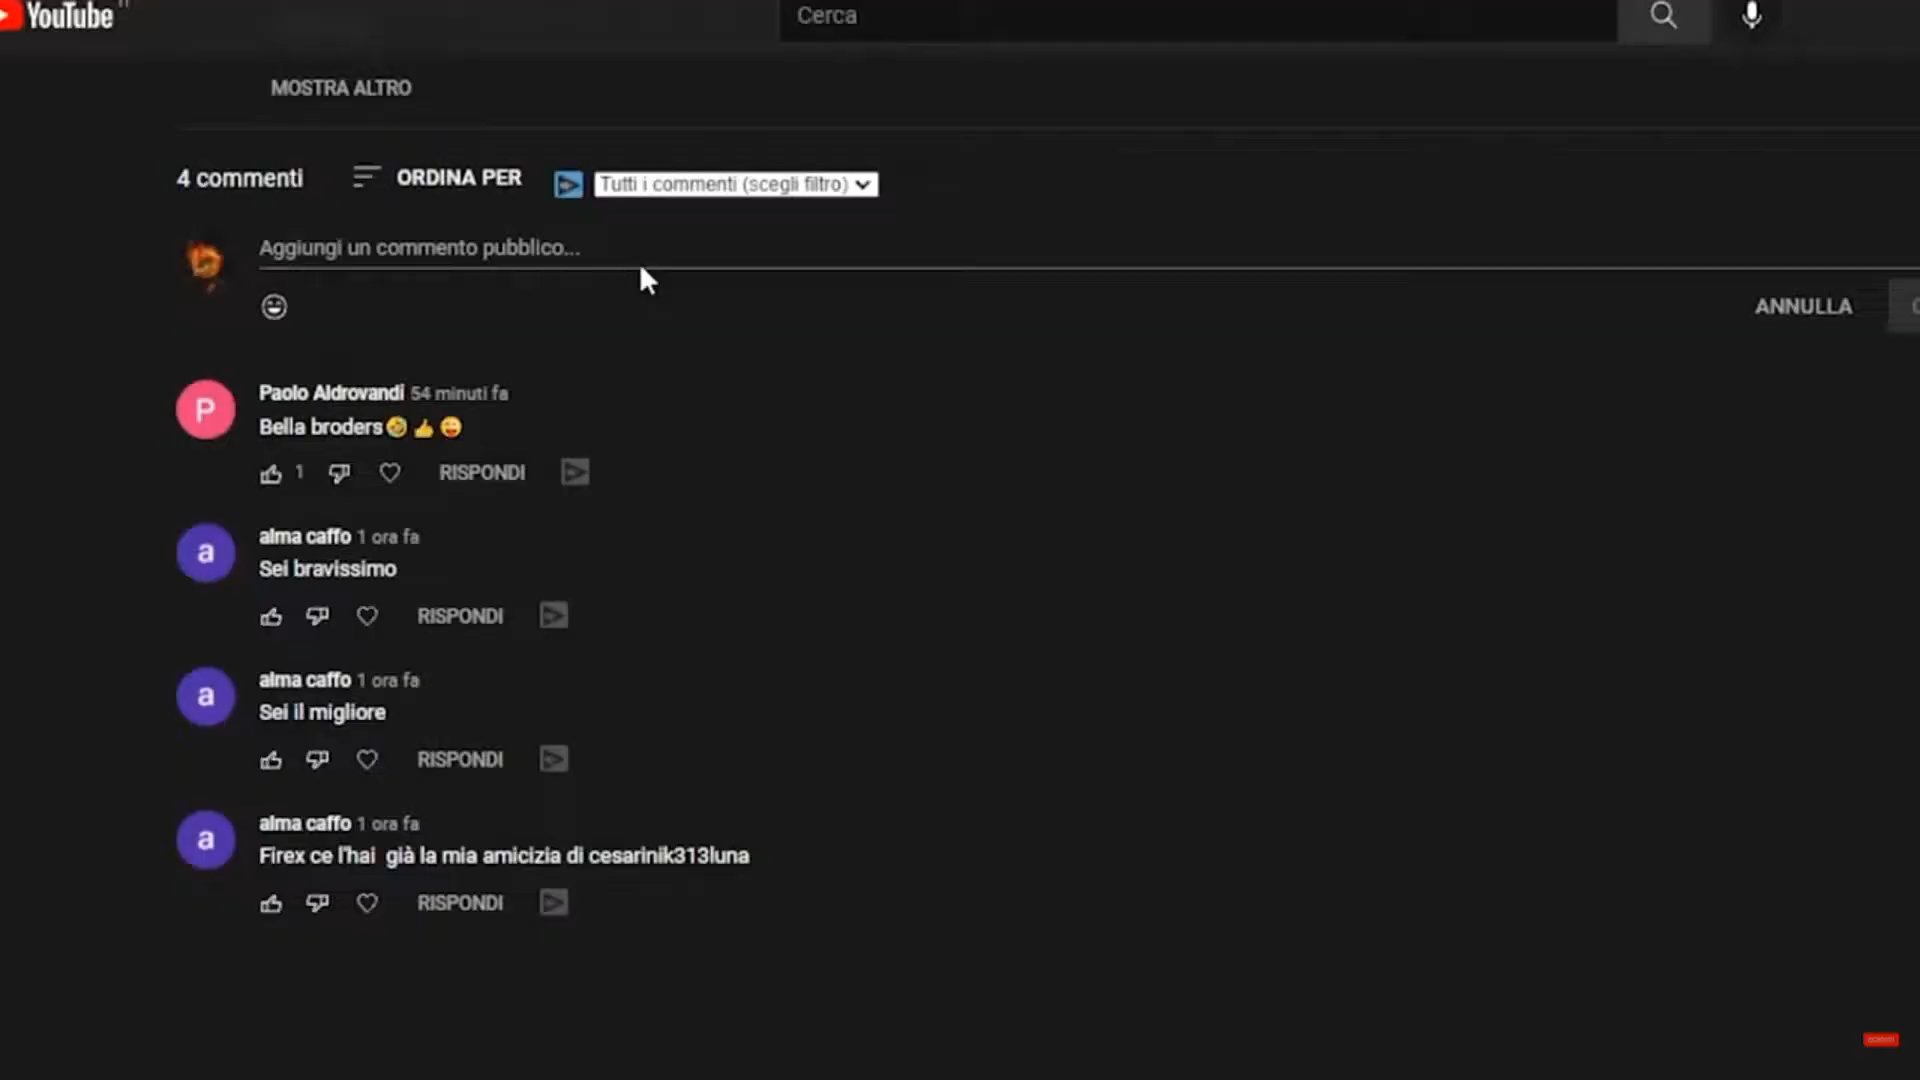 YouTube IT
Cerca
MOSTRA ALTRO
4 commenti ORDINA PER Tutti i commenti (scegli filtro)
Aggiungi un commento pubblico...
ANNULLA
P Paolo Aldrovandi 54 minuti fa
Bella broders🤣👍😜
1 RISPONDI
a alma caffo 1 ora fa
Sei bravissimo
RISPONDI
a alma caffo 1 ora fa
Sei il migliore
RISPONDI
a alma caffo 1 ora fa
Firex ce l'hai già la mia amicizia di cesarinik313luna
RISPONDI